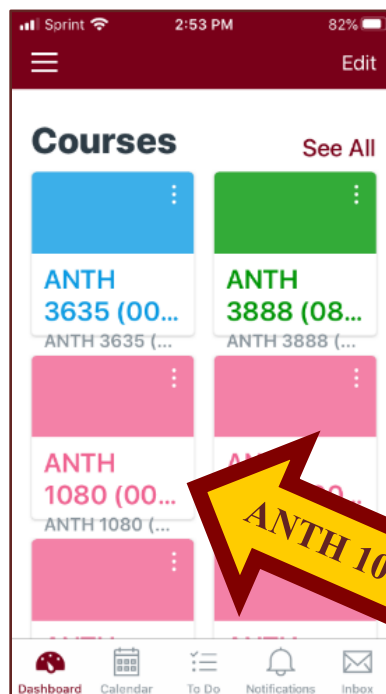 Sprint 2:53 PM 82%
Edit
Courses See All
ANTH
3635 (00...
ANTH 3635 (...
ANTH
3888 (08...
ANTH 3888 (...
ANTH
1080 (00...
ANTH 1080 (...
ANTH 10
Dashboard Calendar To Do Notifications Inbox